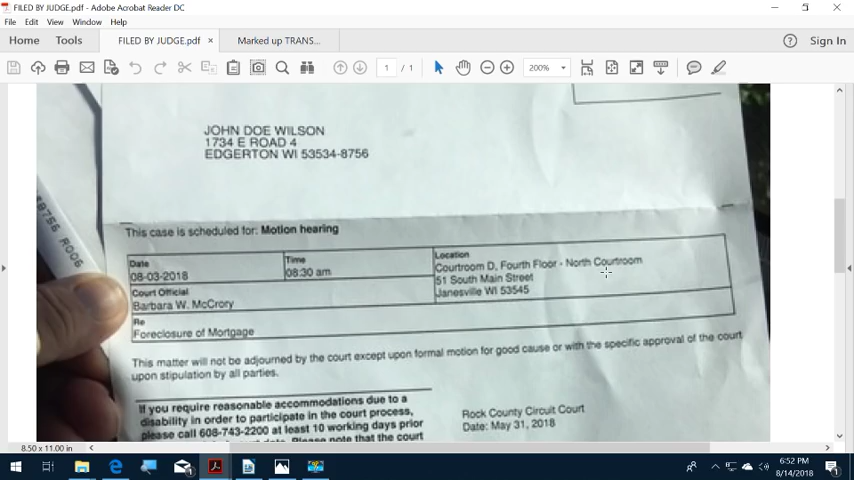 FILED BY JUDGE.pdf - Adobe Acrobat Reader DC
File Edit View Window Help
Home Tools FILED BY JUDGE.pdf × Marked up TRANS... ? Sign In
1 / 1 200%
JOHN DOE WILSON
1734 E ROAD 4
EDGERTON WI 53534-8756
This case is scheduled for: Motion hearing
Date
08-03-2018
Time
08:30 am
Location
Courtroom D, Fourth Floor - North Courtroom
51 South Main Street
Janesville WI 53545
Court Official
Barbara W. McCrory
Re
Foreclosure of Mortgage
This matter will not be adjourned by the court except upon formal motion for good cause or with the specific approval of the court
upon stipulation by all parties.
If you require reasonable accommodations due to a
disability in order to participate in the court process,
please call 608-743-2200 at least 10 working days prior
Please note that the court
Rock County Circuit Court
Date: May 31, 2018
8.50 x 11.00 in
6:52 PM
8/14/2018